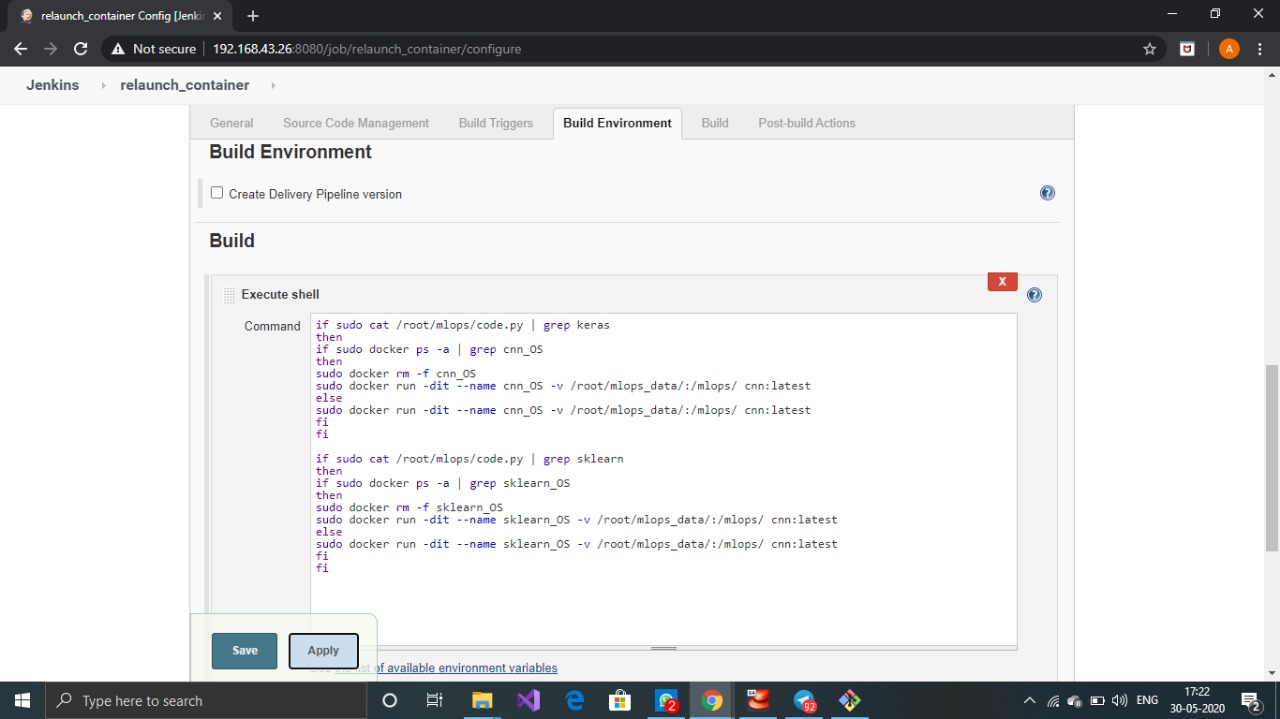 relaunch_container Config [Jenki
Not secure 192.168.43.26:8080/job/relaunch_container/configure
A
Jenkins relaunch_container
General Source Code Management Build Triggers Build Environment Build Post-build Actions
Build Environment
Create Delivery Pipeline version
?
Build
X
Execute shell
?
Command
if sudo cat /root/mlops/code.py | grep keras
then
if sudo docker ps -a | grep cnn_OS
then
sudo docker rm -f cnn_OS
sudo docker run -dit --name cnn_OS -v /root/mlops_data/:/mlops/ cnn:latest
else
sudo docker run -dit --name cnn_OS -v /root/mlops_data/:/mlops/ cnn:latest
fi
fi
if sudo cat /root/mlops/code.py | grep sklearn
then
if sudo docker ps -a | grep sklearn_OS
then
sudo docker rm -f sklearn_OS
sudo docker run -dit --name sklearn_OS -v /root/mlops_data/:/mlops/ cnn:latest
else
sudo docker run -dit --name sklearn_OS -v /root/mlops_data/:/mlops/ cnn:latest
fi
fi
Save Apply
of available environment variables
Type here to search
2
92
ENG
17:22
30-05-2020
2